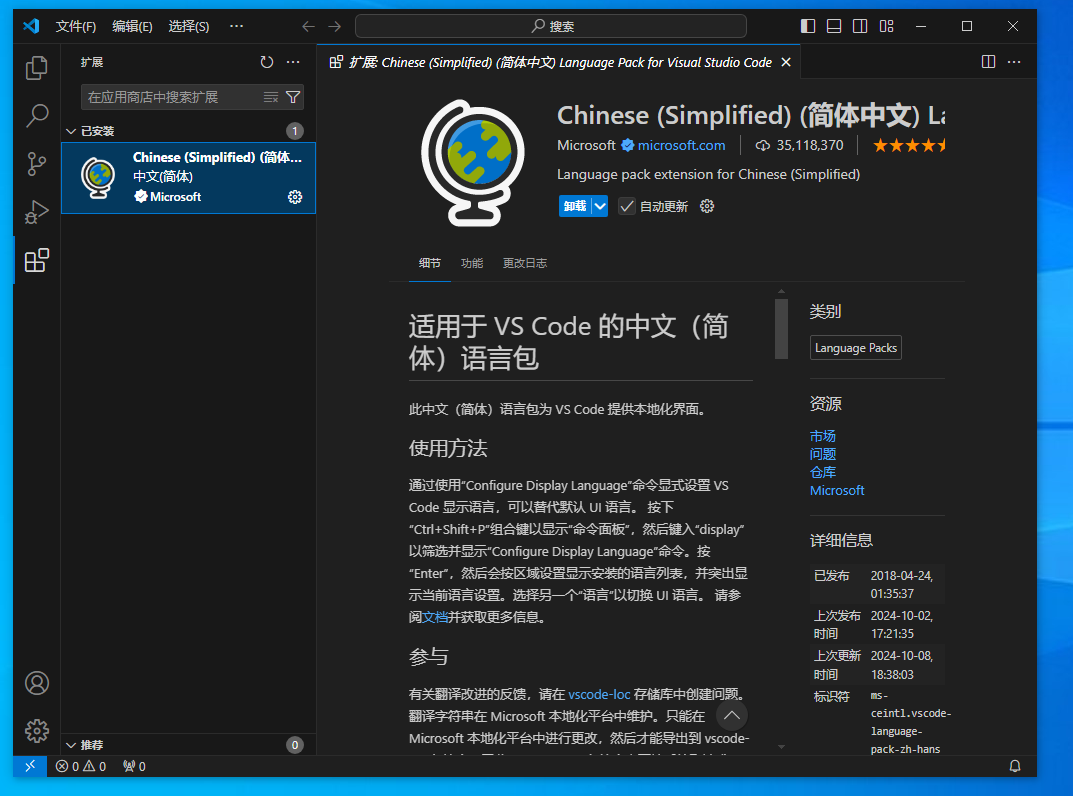 文件(F) 编辑(E) 选择(S) ··· 搜索
扩展 ···
在应用商店中搜索扩展
已安装 1
Chinese (Simplified) (简体...
中文(简体)
Microsoft
推荐 0
扩展: Chinese (Simplified) (简体中文) Language Pack for Visual Studio Code
Chinese (Simplified) (简体中文) La
Microsoft microsoft.com 35,118,370
Language pack extension for Chinese (Simplified)
卸载 自动更新
细节 功能 更改日志
适用于 VS Code 的中文（简
体）语言包
此中文（简体）语言包为 VS Code 提供本地化界面。
使用方法
通过使用“Configure Display Language”命令显式设置 VS
Code 显示语言，可以替代默认 UI 语言。 按下
“Ctrl+Shift+P”组合键以显示“命令面板”，然后键入“display”
以筛选并显示“Configure Display Language”命令。按
“Enter”，然后会按区域设置显示安装的语言列表，并突出显
示当前语言设置。选择另一个“语言”以切换 UI 语言。 请参
阅文档并获取更多信息。
参与
有关翻译改进的反馈，请在 vscode-loc 存储库中创建问题。
翻译字符串在 Microsoft 本地化平台中维护。只能在
Microsoft 本地化平台中进行更改，然后才能导出到 vscode-
类别
Language Packs
资源
市场
问题
仓库
Microsoft
详细信息
已发布 2018-04-24,
01:35:37
上次发布 2024-10-02,
时间 17:21:35
上次更新 2024-10-08,
时间 18:38:03
标识符 ms-
ceintl.vscode-
language-
pack-zh-hans
0 0 0